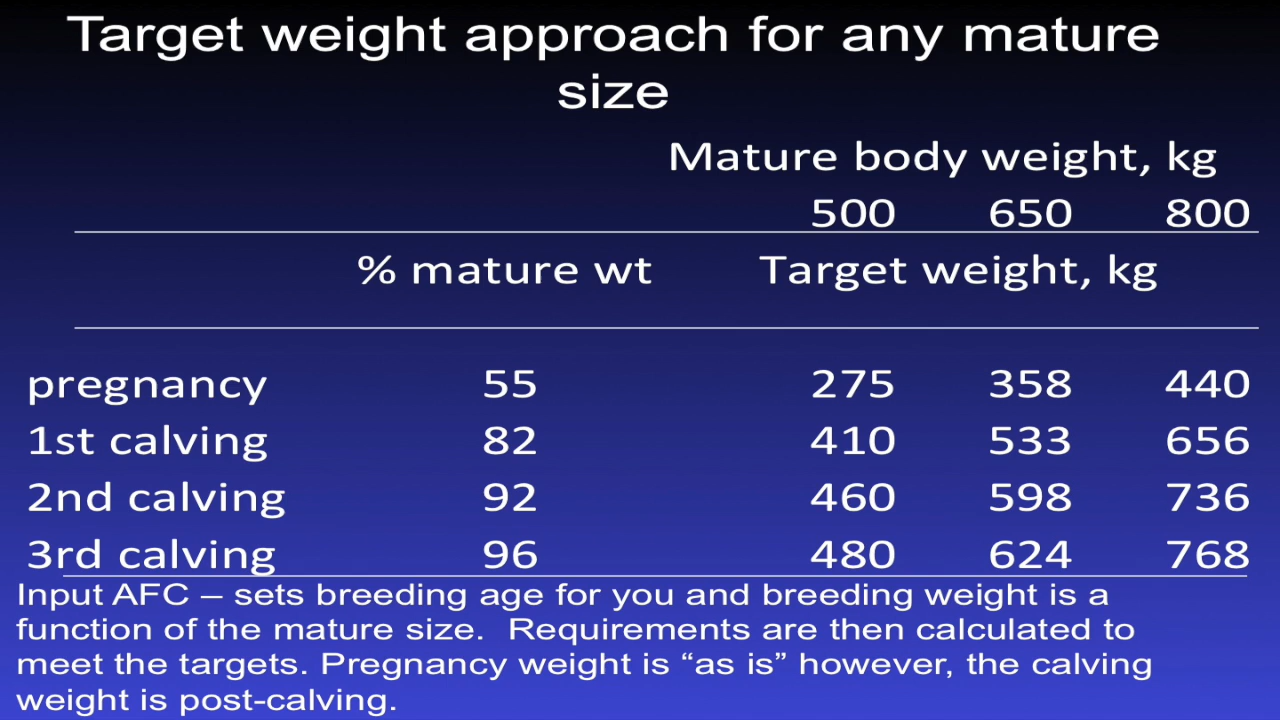 Target weight approach for any mature
size
Mature body weight, kg
500 650 800
% mature wt Target weight, kg
pregnancy 55 275 358 440
1st calving 82 410 533 656
2nd calving 92 460 598 736
3rd calving 96 480 624 768
Input AFC – sets breeding age for you and breeding weight is a
function of the mature size.  Requirements are then calculated to
meet the targets. Pregnancy weight is “as is” however, the calving
weight is post-calving.